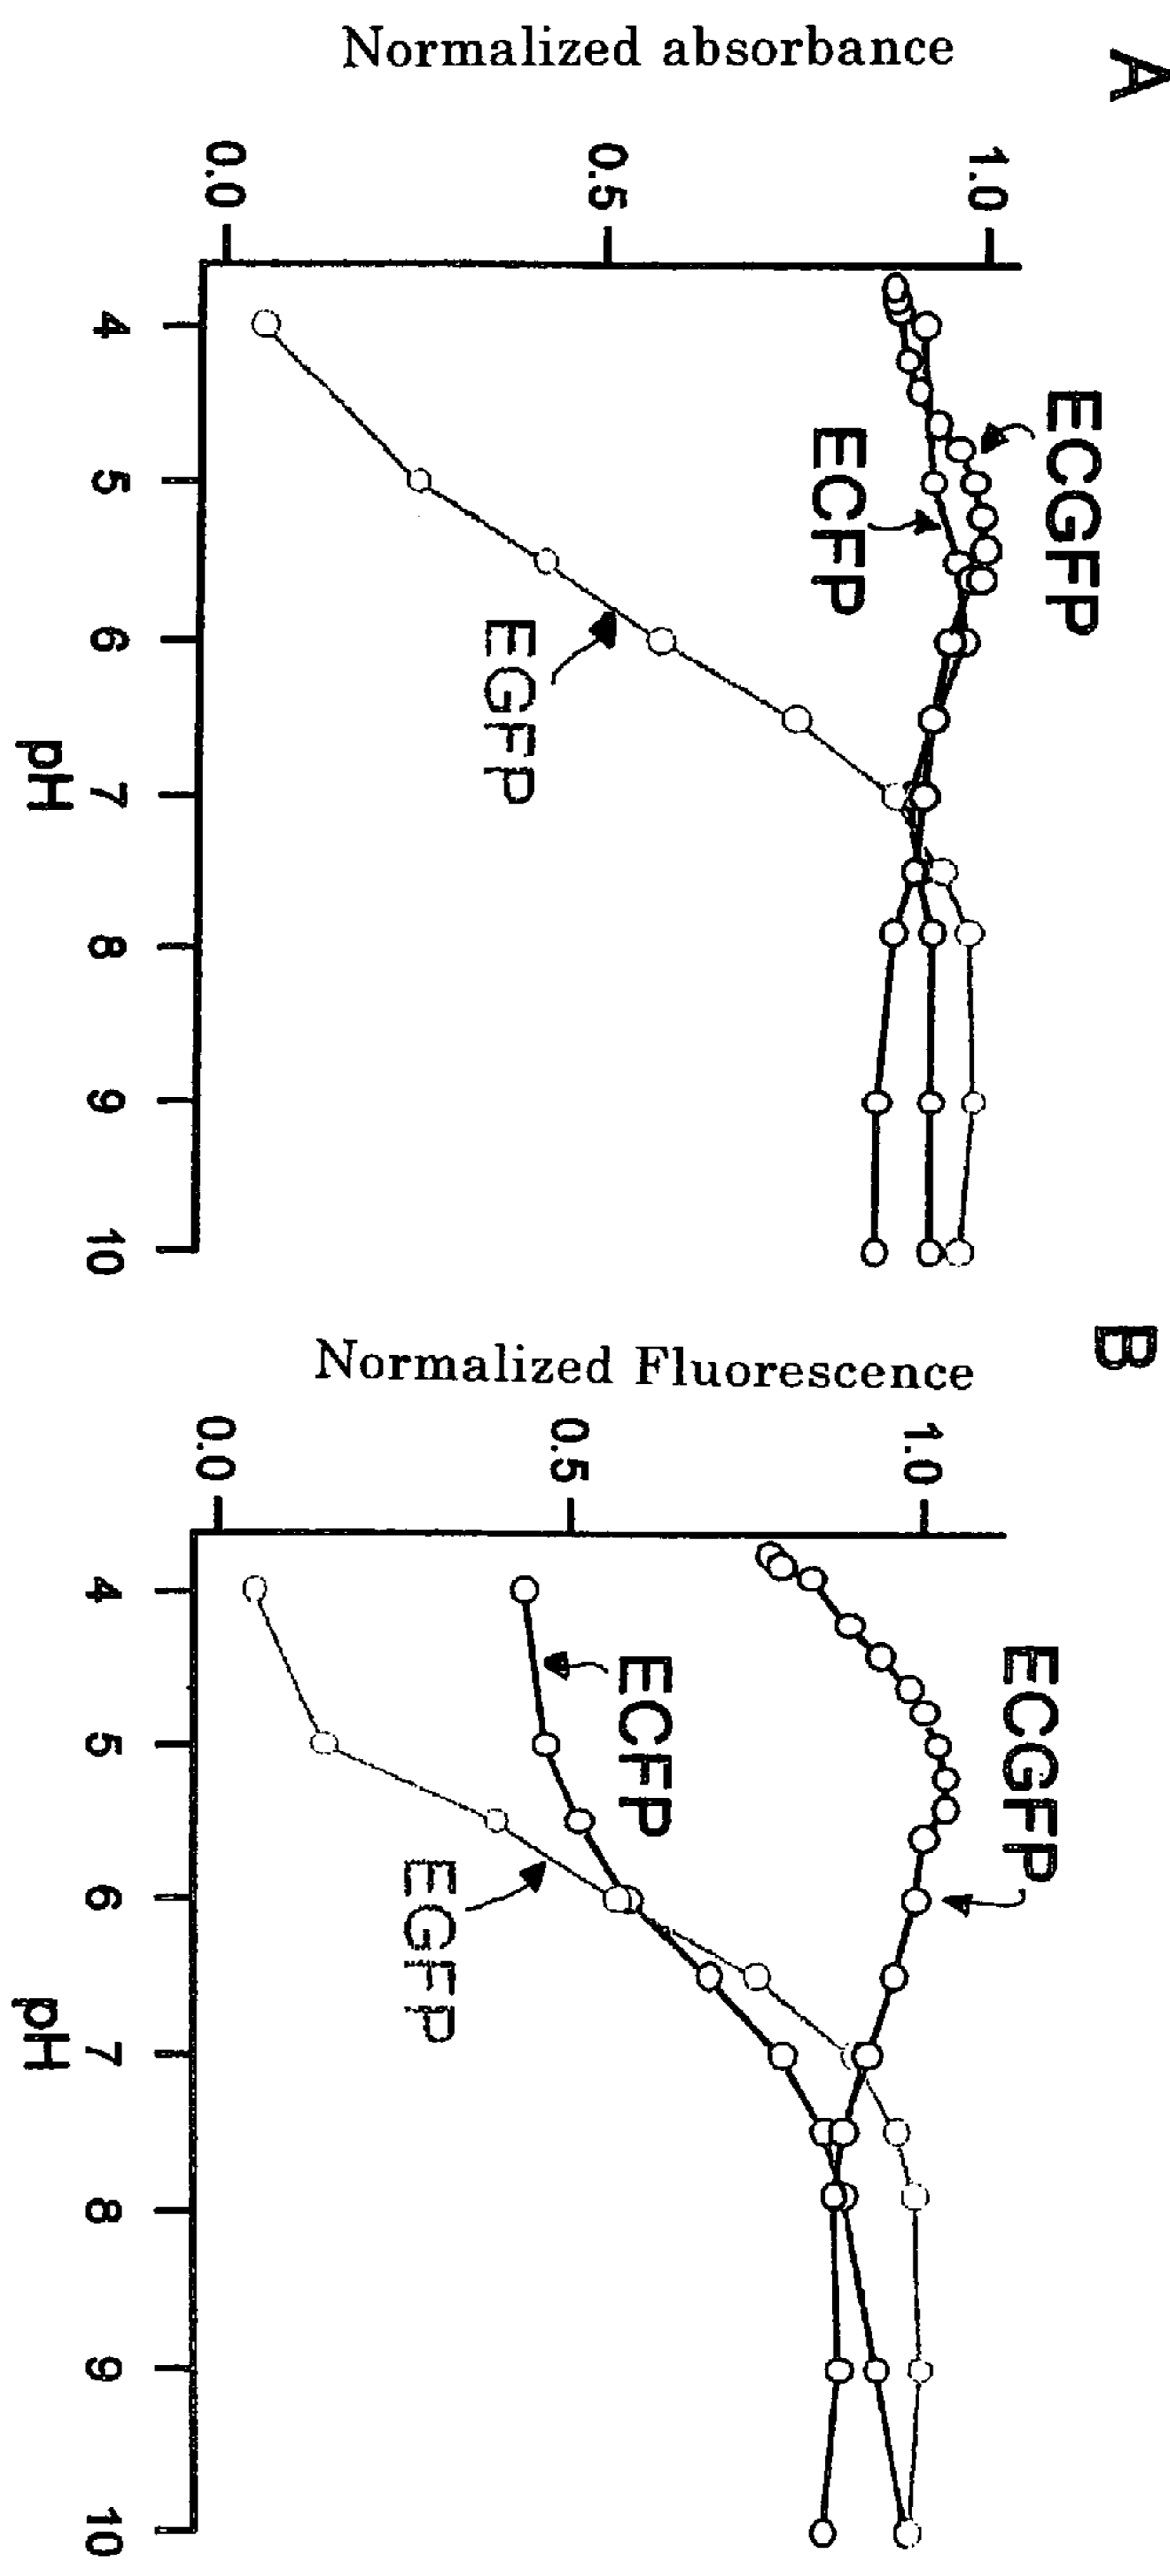 A
Normalized absorbance
1.0
0.5
0.0
ECGFP
ECFP
EGFP
4 5 6 7 8 9 10
pH
B
Normalized Fluorescence
1.0
0.5
0.0
ECGFP
ECFP
EGFP
4 5 6 7 8 9 10
pH